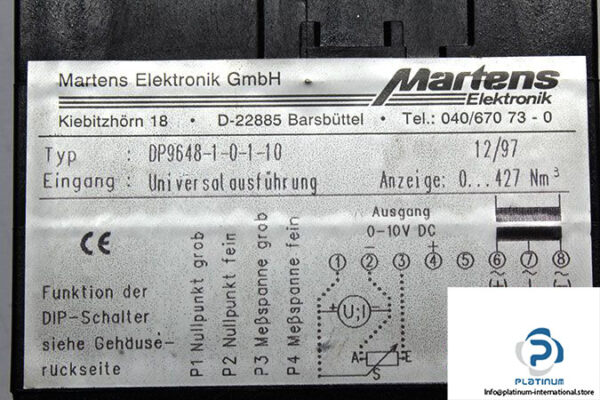 Martens Elektronik GmbH
Martens
Elektronik
Kiebitzhörn 18 • D-22885 Barsbüttel • Tel.: 040/670 73 - 0
Typ : DP9648-1-0-1-10 12/97
Eingang : Universalausführung Anzeige: 0...427 Nm³
CE
Funktion der
DIP-Schalter
siehe Gehäuse-
rückseite
P1 Nullpunkt grob
P2 Nullpunkt fein
P3 Meßspanne grob
P4 Meßspanne fein
Ausgang
0-10V DC
- +
1 2 3 4 5 6 7 8
+ U;I -
A E
S
PLATINUM
Info@platinum-international.store